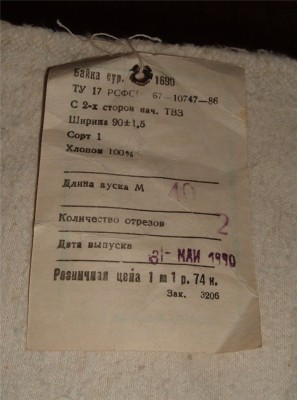 Байка сур. 1690
ТУ 17 РСФСР 67-10747-86
С 2-х сторон нач. ТВЗ
Ширина 90±1,5
Сорт 1
Хлопок 100%
Длина куска М 40
Количество отрезов 2
Дата выпуска 31- МАЙ 1990
Розничная цена 1 m 1 р. 74 к.
Зак. 3206